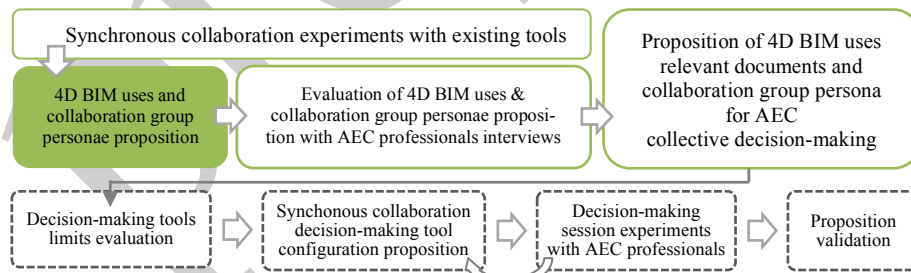 Synchronous collaboration experiments with existing tools
4D BIM uses and
collaboration group
personae proposition
Evaluation of 4D BIM uses &
collaboration group personae proposi-
tion with AEC professionals interviews
Proposition of 4D BIM uses
relevant documents and
collaboration group persona
for AEC
collective decision-making
Decision-making tools
limits evaluation
Synchonous collaboration
decision-making tool
configuration proposition
Decision-making
session experiments
with AEC professionals
Proposition
validation